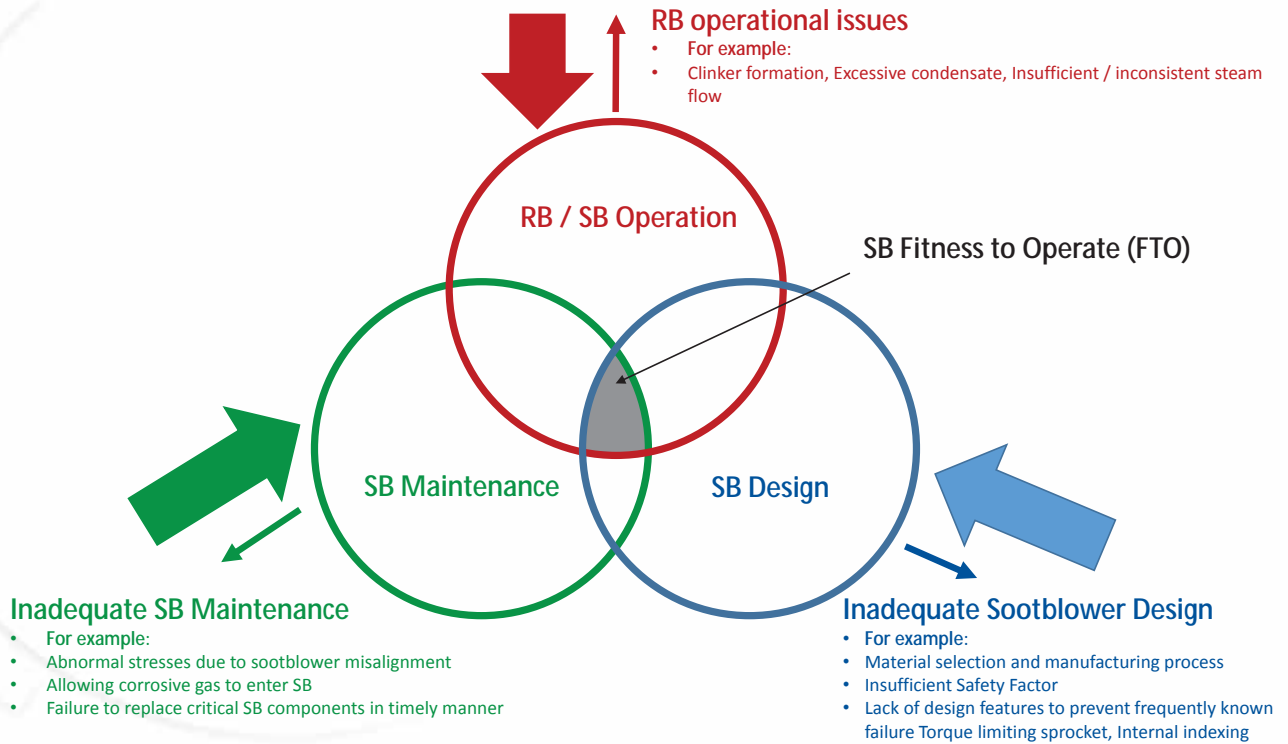 RB operational issues
• For example:
• Clinker formation, Excessive condensate, Insufficient / inconsistent steam
flow
RB / SB Operation
SB Fitness to Operate (FTO)
SB Maintenance
SB Design
Inadequate SB Maintenance
• For example:
• Abnormal stresses due to sootblower misalignment
• Allowing corrosive gas to enter SB
• Failure to replace critical SB components in timely manner
Inadequate Sootblower Design
• For example:
• Material selection and manufacturing process
• Insufficient Safety Factor
• Lack of design features to prevent frequently known
failure Torque limiting sprocket, Internal indexing